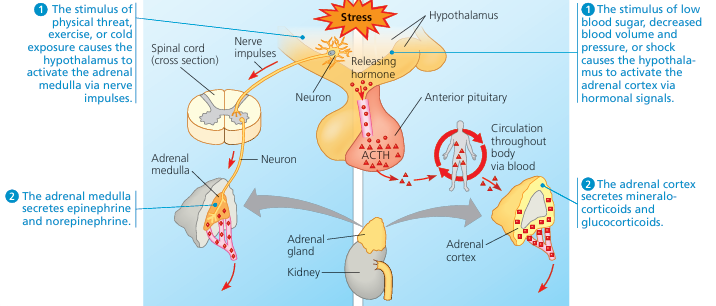 1 The stimulus of
physical threat,
exercise, or cold
exposure causes the
hypothalamus to
activate the adrenal
medulla via nerve
impulses.
Stress
Hypothalamus
1 The stimulus of low
blood sugar, decreased
blood volume and
pressure, or shock
causes the hypothala-
mus to activate the
adrenal cortex via
hormonal signals.
Spinal cord
(cross section)
Nerve
impulses
Releasing
hormone
Neuron
Anterior pituitary
ACTH
Circulation
throughout
body
via blood
Adrenal
medulla
Neuron
2 The adrenal medulla
secretes epinephrine
and norepinephrine.
2 The adrenal cortex
secretes mineralo-
corticoids and
glucocorticoids.
Adrenal
gland
Kidney
Adrenal
cortex